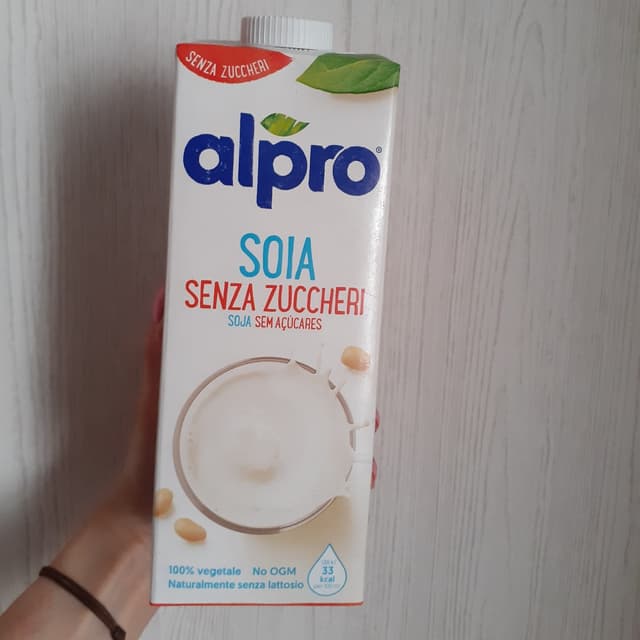 SENZA ZUCCHERI
alpro®
SOIA
SENZA ZUCCHERI
SOJA SEM AÇÚCARES
100% vegetale No OGM
Naturalmente senza lattosio
33
kcal